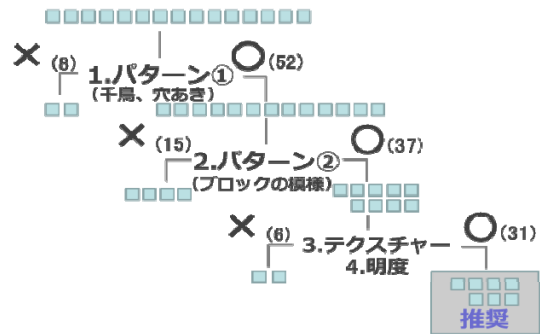 × (8) 1.パターン① ○ (52)
(千鳥、穴あき)
× (15) 2.パターン② ○ (37)
(ブロックの模様)
× (6) 3.テクスチャー ○ (31)
4.明度
推奨